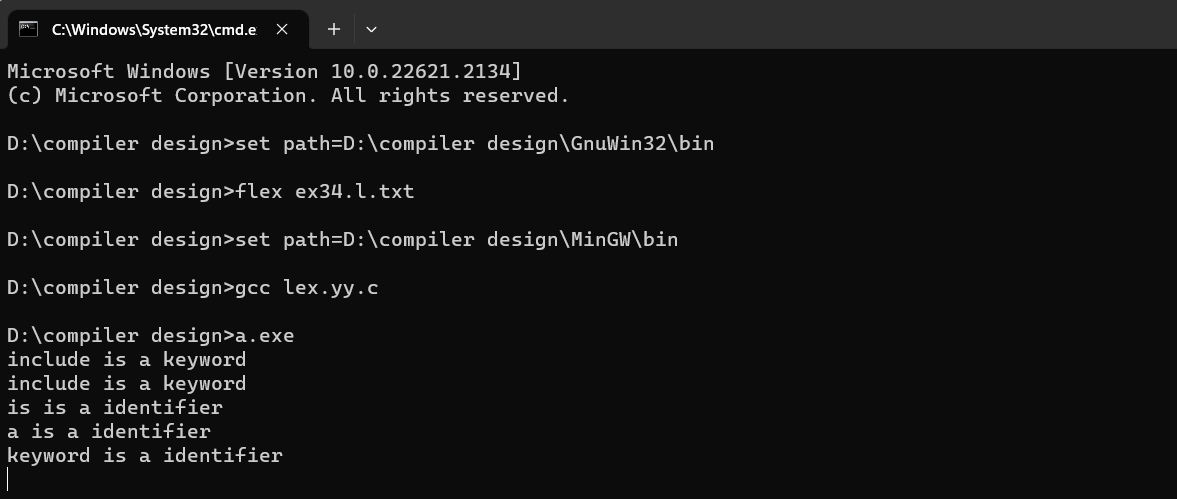 C:\Windows\System32\cmd.e
Microsoft Windows [Version 10.0.22621.2134]
(c) Microsoft Corporation. All rights reserved.
D:\compiler design>set path=D:\compiler design\GnuWin32\bin
D:\compiler design>flex ex34.l.txt
D:\compiler design>set path=D:\compiler design\MinGW\bin
D:\compiler design>gcc lex.yy.c
D:\compiler design>a.exe
include is a keyword
include is a keyword
is is a identifier
a is a identifier
keyword is a identifier